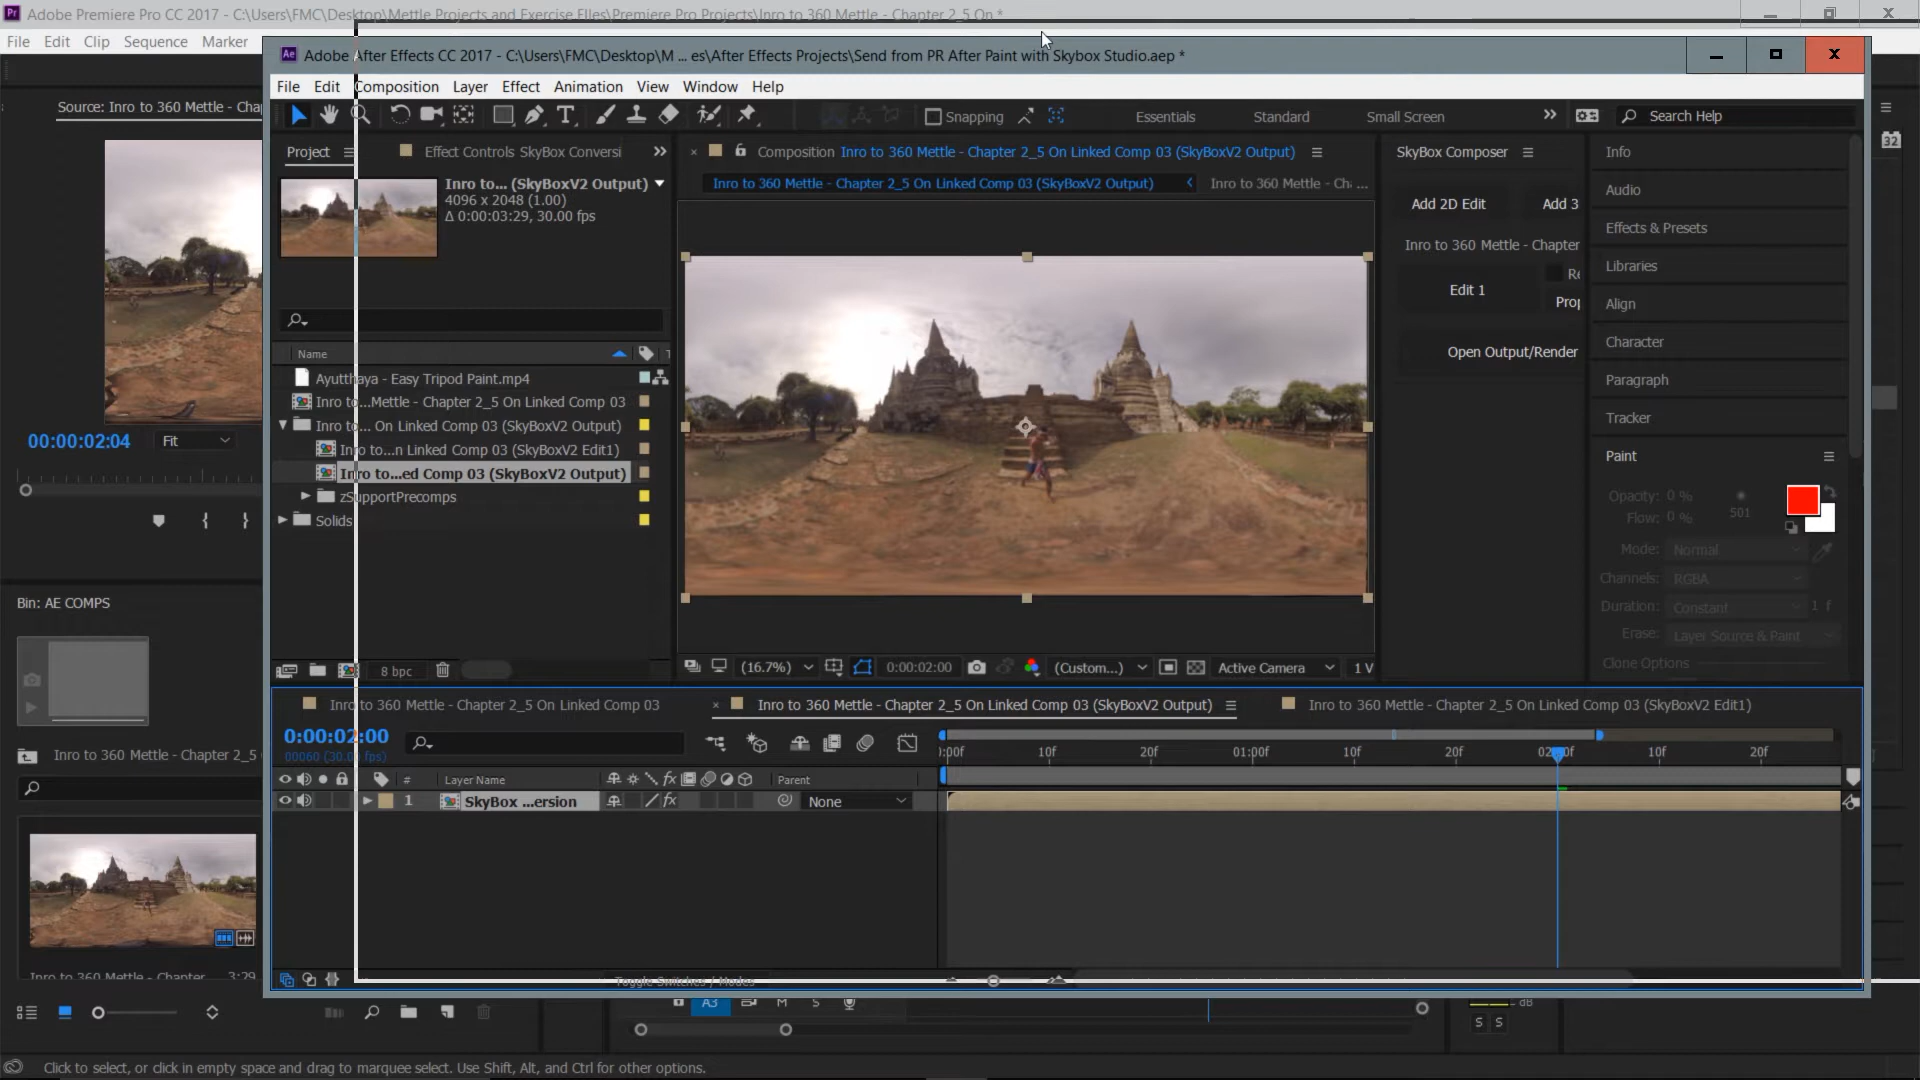 Adobe Premiere Pro CC 2017 - C:\Users\FMC\Desktop\Mettle Projects and Exercise FIles\Premiere Pro Projects\Inro to 360 Mettle - Chapter 2_5 On *
File Edit Clip Sequence Marker
Adobe After Effects CC 2017 - C:\Users\FMC\Desktop\M ... es\After Effects Projects\Send from PR After Paint with Skybox Studio.aep *
File Edit Composition Layer Effect Animation View Window Help
Snapping Essentials Standard Small Screen Search Help
Source: Inro to 360 Mettle - Cha
32
Project
Effect Controls SkyBox Conversi
Composition Inro to 360 Mettle - Chapter 2_5 On Linked Comp 03 (SkyBoxV2 Output)
SkyBox Composer
Inro to... (SkyBoxV2 Output)
4096 x 2048 (1.00)
Δ 0:00:03:29, 30.00 fps
Inro to 360 Mettle - Chapter 2_5 On Linked Comp 03 (SkyBoxV2 Output)
Inro to 360 Mettle - Ch: ...
Add 2D Edit
Add 3
Inro to 360 Mettle - Chapter
Re
Edit 1
Prop
Open Output/Render
Info
Audio
Effects & Presets
Libraries
Align
Character
Paragraph
Tracker
Paint
Opacity: 0 %
Flow: 0 %
501
Mode: Normal
Channels: RGBA
Duration: Constant 1 f
Erase: Layer Source & Paint
Clone Options
Name
Ayutthaya - Easy Tripod Paint.mp4
Inro to...Mettle - Chapter 2_5 On Linked Comp 03
Inro to... On Linked Comp 03 (SkyBoxV2 Output)
Inro to...n Linked Comp 03 (SkyBoxV2 Edit1)
Inro to...ed Comp 03 (SkyBoxV2 Output)
zSupportPrecomps
Solids
00:00:02:04 Fit
8 bpc
(16.7%) 0:00:02:00 (Custom...) Active Camera 1 V
Bin: AE COMPS
Inro to 360 Mettle - Chapter 2_5
Inro to 360 Mettle - Chapter 2_5 On Linked Comp 03
Inro to 360 Mettle - Chapter 2_5 On Linked Comp 03 (SkyBoxV2 Output)
Inro to 360 Mettle - Chapter 2_5 On Linked Comp 03 (SkyBoxV2 Edit1)
0:00:02:00
00060 (30.00 fps)
):00f 10f 20f 01:00f 10f 20f 02:00f 10f 20f
# Layer Name Parent
1 SkyBox ...ersion None
Inro to 360 Mettle - Chapter 3:29
Toggle Switches / Modes
A3 M S
dB
S S
Click to select, or click in empty space and drag to marquee select. Use Shift, Alt, and Ctrl for other options.